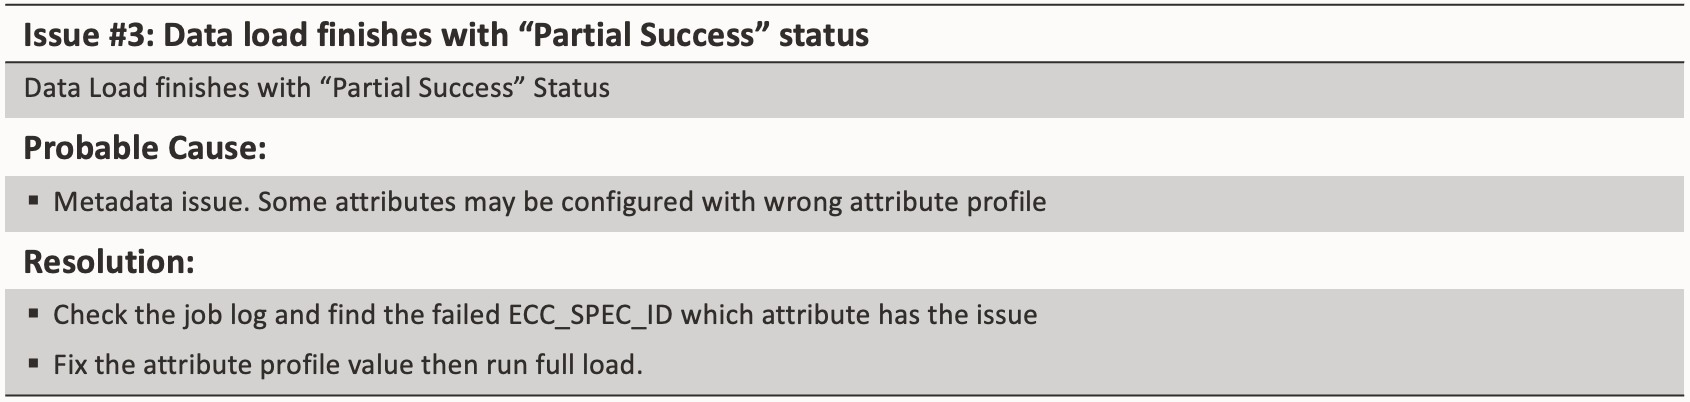 Issue #3: Data load finishes with “Partial Success” status
Data Load finishes with “Partial Success” Status
Probable Cause:
▪ Metadata issue. Some attributes may be configured with wrong attribute profile
Resolution:
▪ Check the job log and find the failed ECC_SPEC_ID which attribute has the issue
▪ Fix the attribute profile value then run full load.